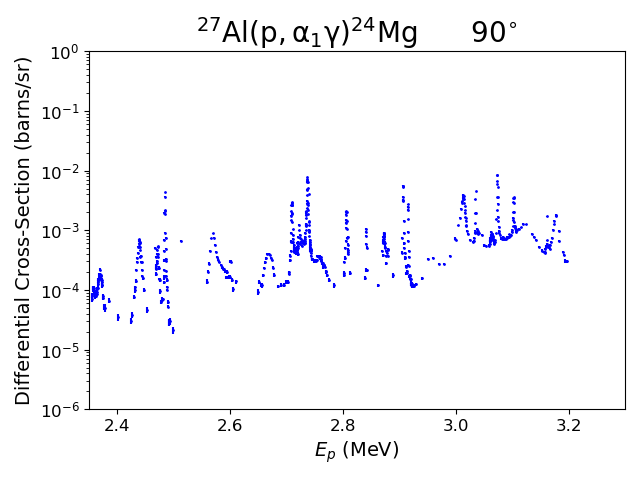 ²⁷Al(p, α₁γ)²⁴Mg 90°
Differential Cross-Section (barns/sr)
10⁰
10⁻¹
10⁻²
10⁻³
10⁻⁴
10⁻⁵
10⁻⁶
2.4 2.6 2.8 3.0 3.2
Eₚ (MeV)